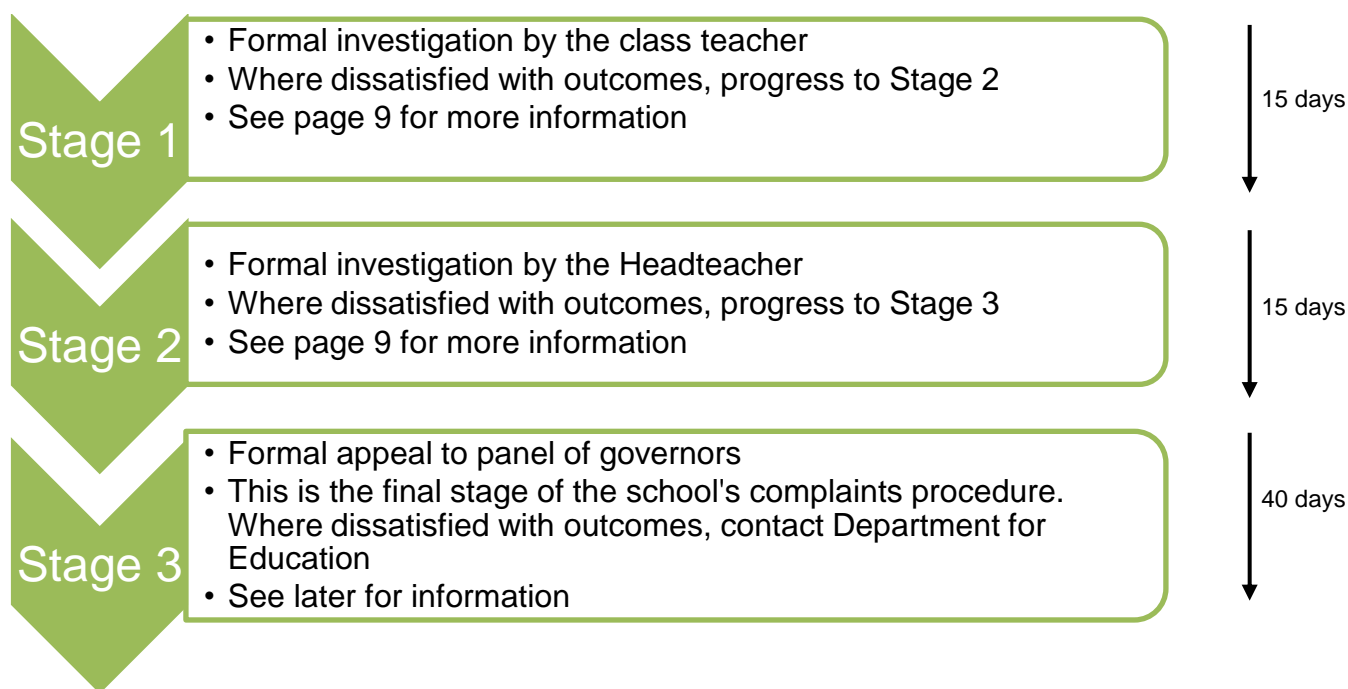 Stage 1
• Formal investigation by the class teacher
• Where dissatisfied with outcomes, progress to Stage 2
• See page 9 for more information
15 days
Stage 2
• Formal investigation by the Headteacher
• Where dissatisfied with outcomes, progress to Stage 3
• See page 9 for more information
15 days
Stage 3
• Formal appeal to panel of governors
• This is the final stage of the school's complaints procedure.
Where dissatisfied with outcomes, contact Department for
Education
• See later for information
40 days